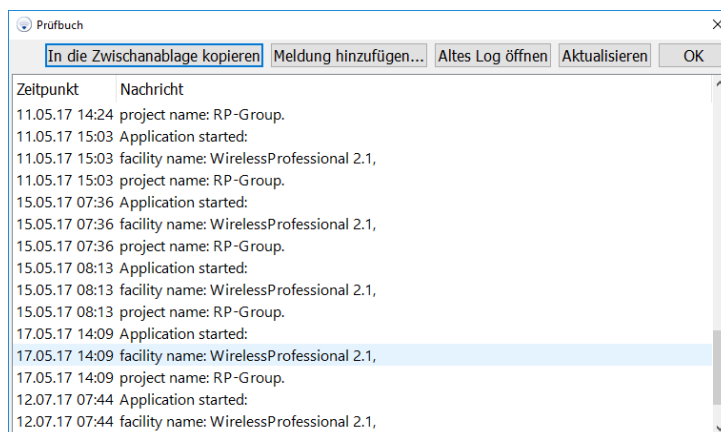 Prüfbuch
In die Zwischanablage kopieren Meldung hinzufügen... Altes Log öffnen Aktualisieren OK
Zeitpunkt Nachricht
11.05.17 14:24 project name: RP-Group.
11.05.17 15:03 Application started:
11.05.17 15:03 facility name: WirelessProfessional 2.1,
11.05.17 15:03 project name: RP-Group.
15.05.17 07:36 Application started:
15.05.17 07:36 facility name: WirelessProfessional 2.1,
15.05.17 07:36 project name: RP-Group.
15.05.17 08:13 Application started:
15.05.17 08:13 facility name: WirelessProfessional 2.1,
15.05.17 08:13 project name: RP-Group.
17.05.17 14:09 Application started:
17.05.17 14:09 facility name: WirelessProfessional 2.1,
17.05.17 14:09 project name: RP-Group.
12.07.17 07:44 Application started:
12.07.17 07:44 facility name: WirelessProfessional 2.1,